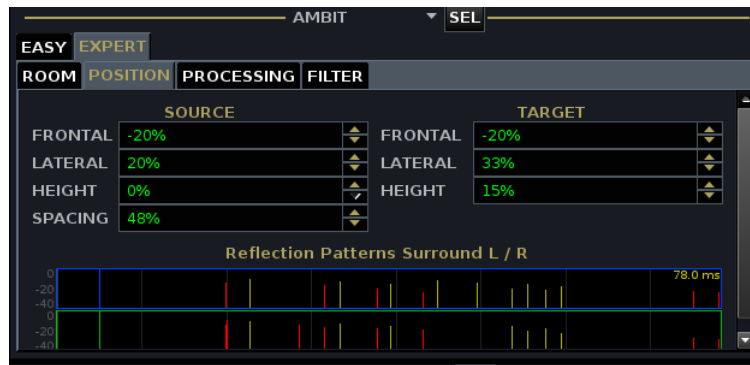 AMBIT SEL
EASY EXPERT
ROOM POSITION PROCESSING FILTER
SOURCE TARGET
FRONTAL -20% FRONTAL -20%
LATERAL 20% LATERAL 33%
HEIGHT 0% HEIGHT 15%
SPACING 48%
Reflection Patterns Surround L / R
0 78.0 ms
-20
-40
0
-20
-40